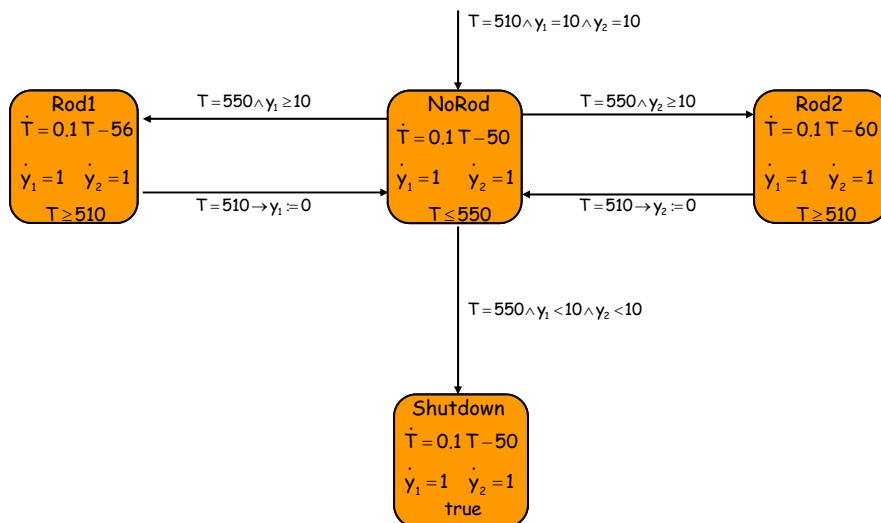 T = 510 ∧ y₁ = 10 ∧ y₂ = 10
Rod1
Ṫ = 0.1 T − 56
ẏ₁ = 1 ẏ₂ = 1
T ≥ 510
T = 550 ∧ y₁ ≥ 10
T = 510 → y₁ := 0
NoRod
Ṫ = 0.1 T − 50
ẏ₁ = 1 ẏ₂ = 1
T ≤ 550
T = 550 ∧ y₂ ≥ 10
T = 510 → y₂ := 0
Rod2
Ṫ = 0.1 T − 60
ẏ₁ = 1 ẏ₂ = 1
T ≥ 510
T = 550 ∧ y₁ < 10 ∧ y₂ < 10
Shutdown
Ṫ = 0.1 T − 50
ẏ₁ = 1 ẏ₂ = 1
true